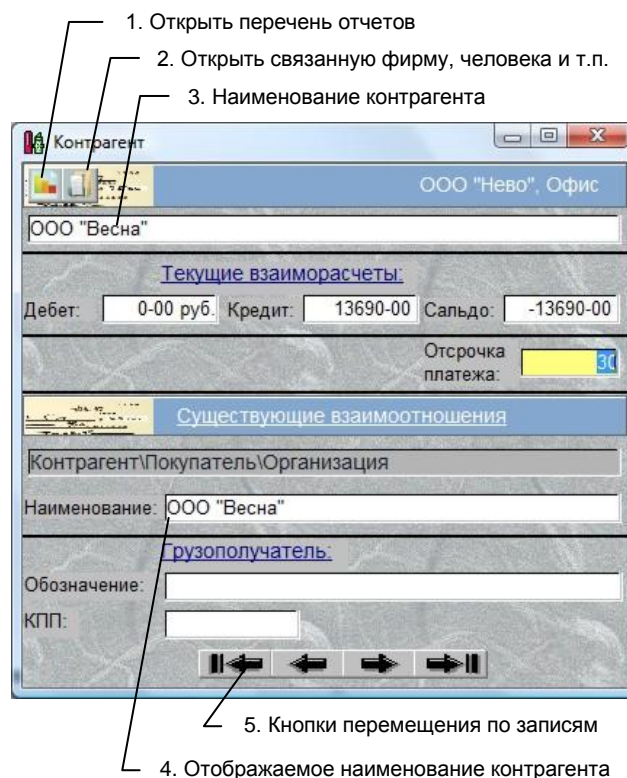 1. Открыть перечень отчетов
2. Открыть связанную фирму, человека и т.п.
3. Наименование контрагента
Контрагент
ООО "Нево", Офис
ООО "Весна"
Текущие взаиморасчеты:
Дебет: 0-00 руб. Кредит: 13690-00 Сальдо: -13690-00
Отсрочка
платежа: 30
Существующие взаимоотношения
Контрагент\Покупатель\Организация
Наименование: ООО "Весна"
Грузополучатель:
Обозначение:
КПП:
5. Кнопки перемещения по записям
4. Отображаемое наименование контрагента